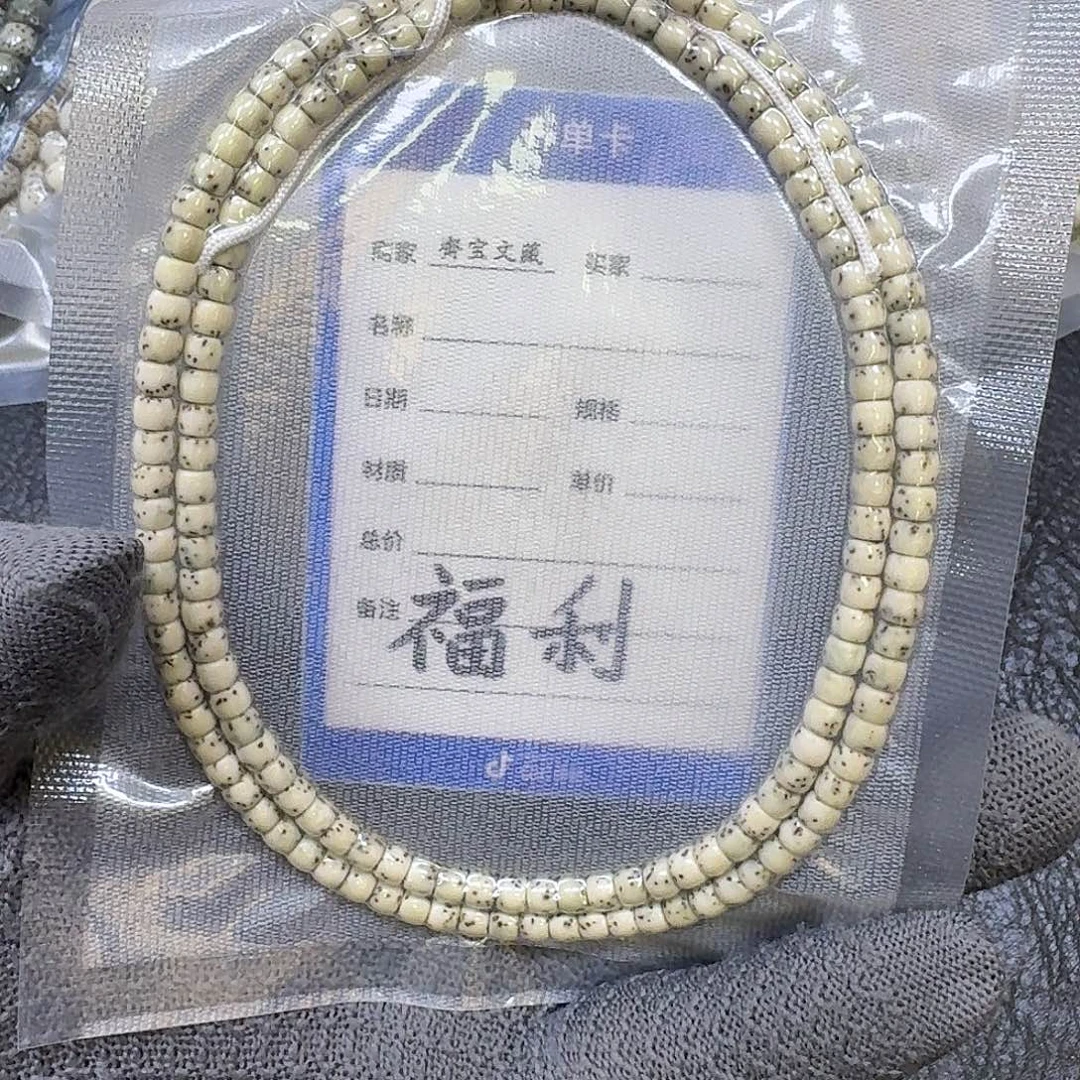 单卡
卖家 奇宝文藏 买家
名称
日期 规格
材质 单价
总价
备注 福利